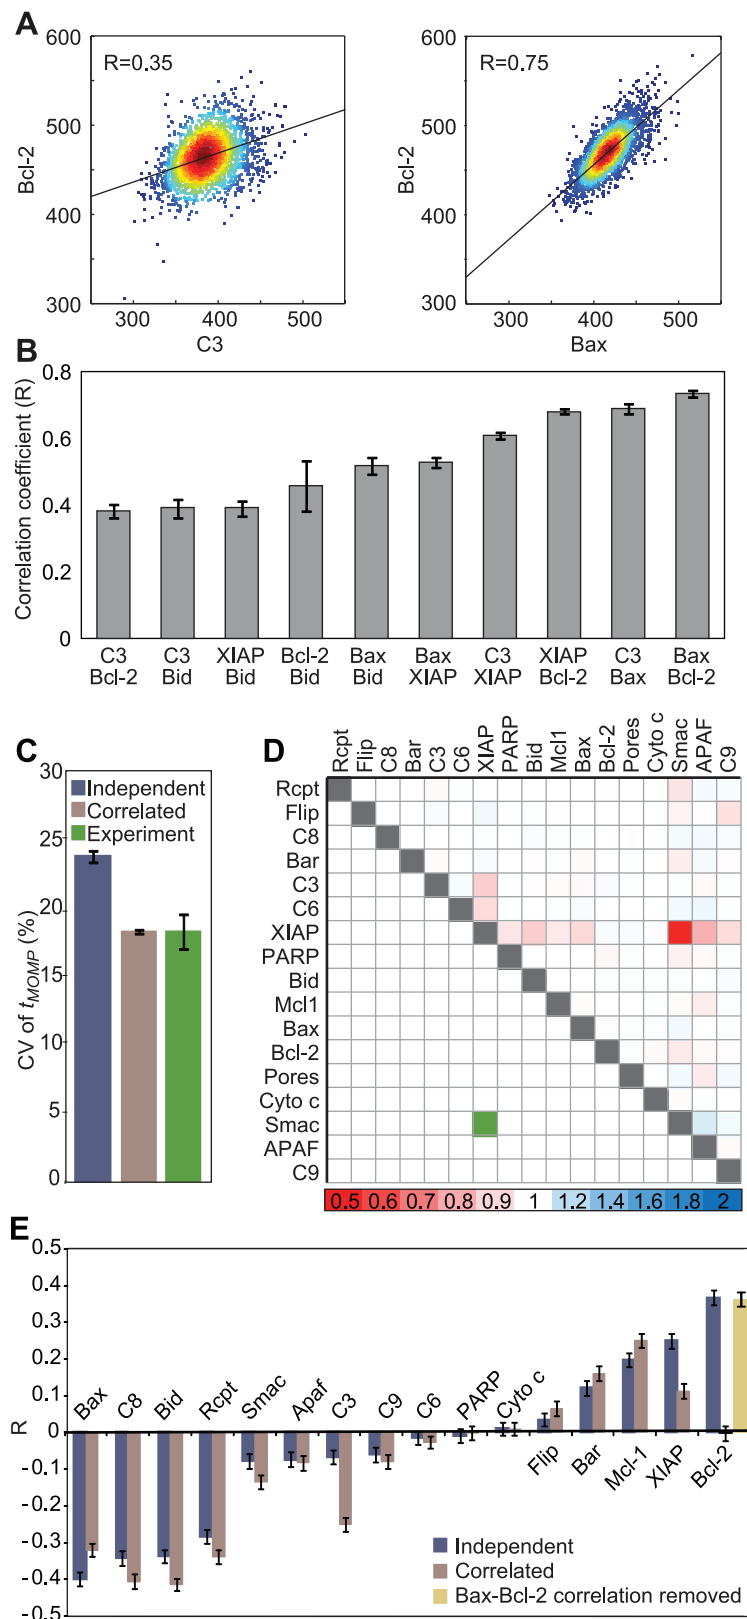 A
600
500
400
300
Bcl-2
R=0.35
300
400
500
C3
600
500
400
300
Bcl-2
R=0.75
300
400
500
Bax
B
Correlation coefficient (R)
0.8
0.6
0.4
0.2
0
C3 Bcl-2
C3 Bid
XIAP Bid
Bcl-2 Bid
Bax Bid
Bax XIAP
C3 XIAP
XIAP Bcl-2
C3 Bax
Bax Bcl-2
C
CV of tMOMP (%)
30
25
20
15
10
5
0
Independent
Correlated
Experiment
D
Rcpt
Flip
C8
Bar
C3
C6
XIAP
PARP
Bid
Mcl1
Bax
Bcl-2
Pores
Cyto c
Smac
APAF
C9
Rcpt
Flip
C8
Bar
C3
C6
XIAP
PARP
Bid
Mcl1
Bax
Bcl-2
Pores
Cyto c
Smac
APAF
C9
0.5 0.6 0.7 0.8 0.9 1 1.2 1.4 1.6 1.8 2
E
R
0.5
0.4
0.3
0.2
0.1
0
-0.1
-0.2
-0.3
-0.4
-0.5
Bax
C8
Bid
Rcpt
Smac
Apaf
C3
C9
C6
PARP
Cyto c
Flip
Bar
Mcl-1
XIAP
Bcl-2
Independent
Correlated
Bax-Bcl-2 correlation removed